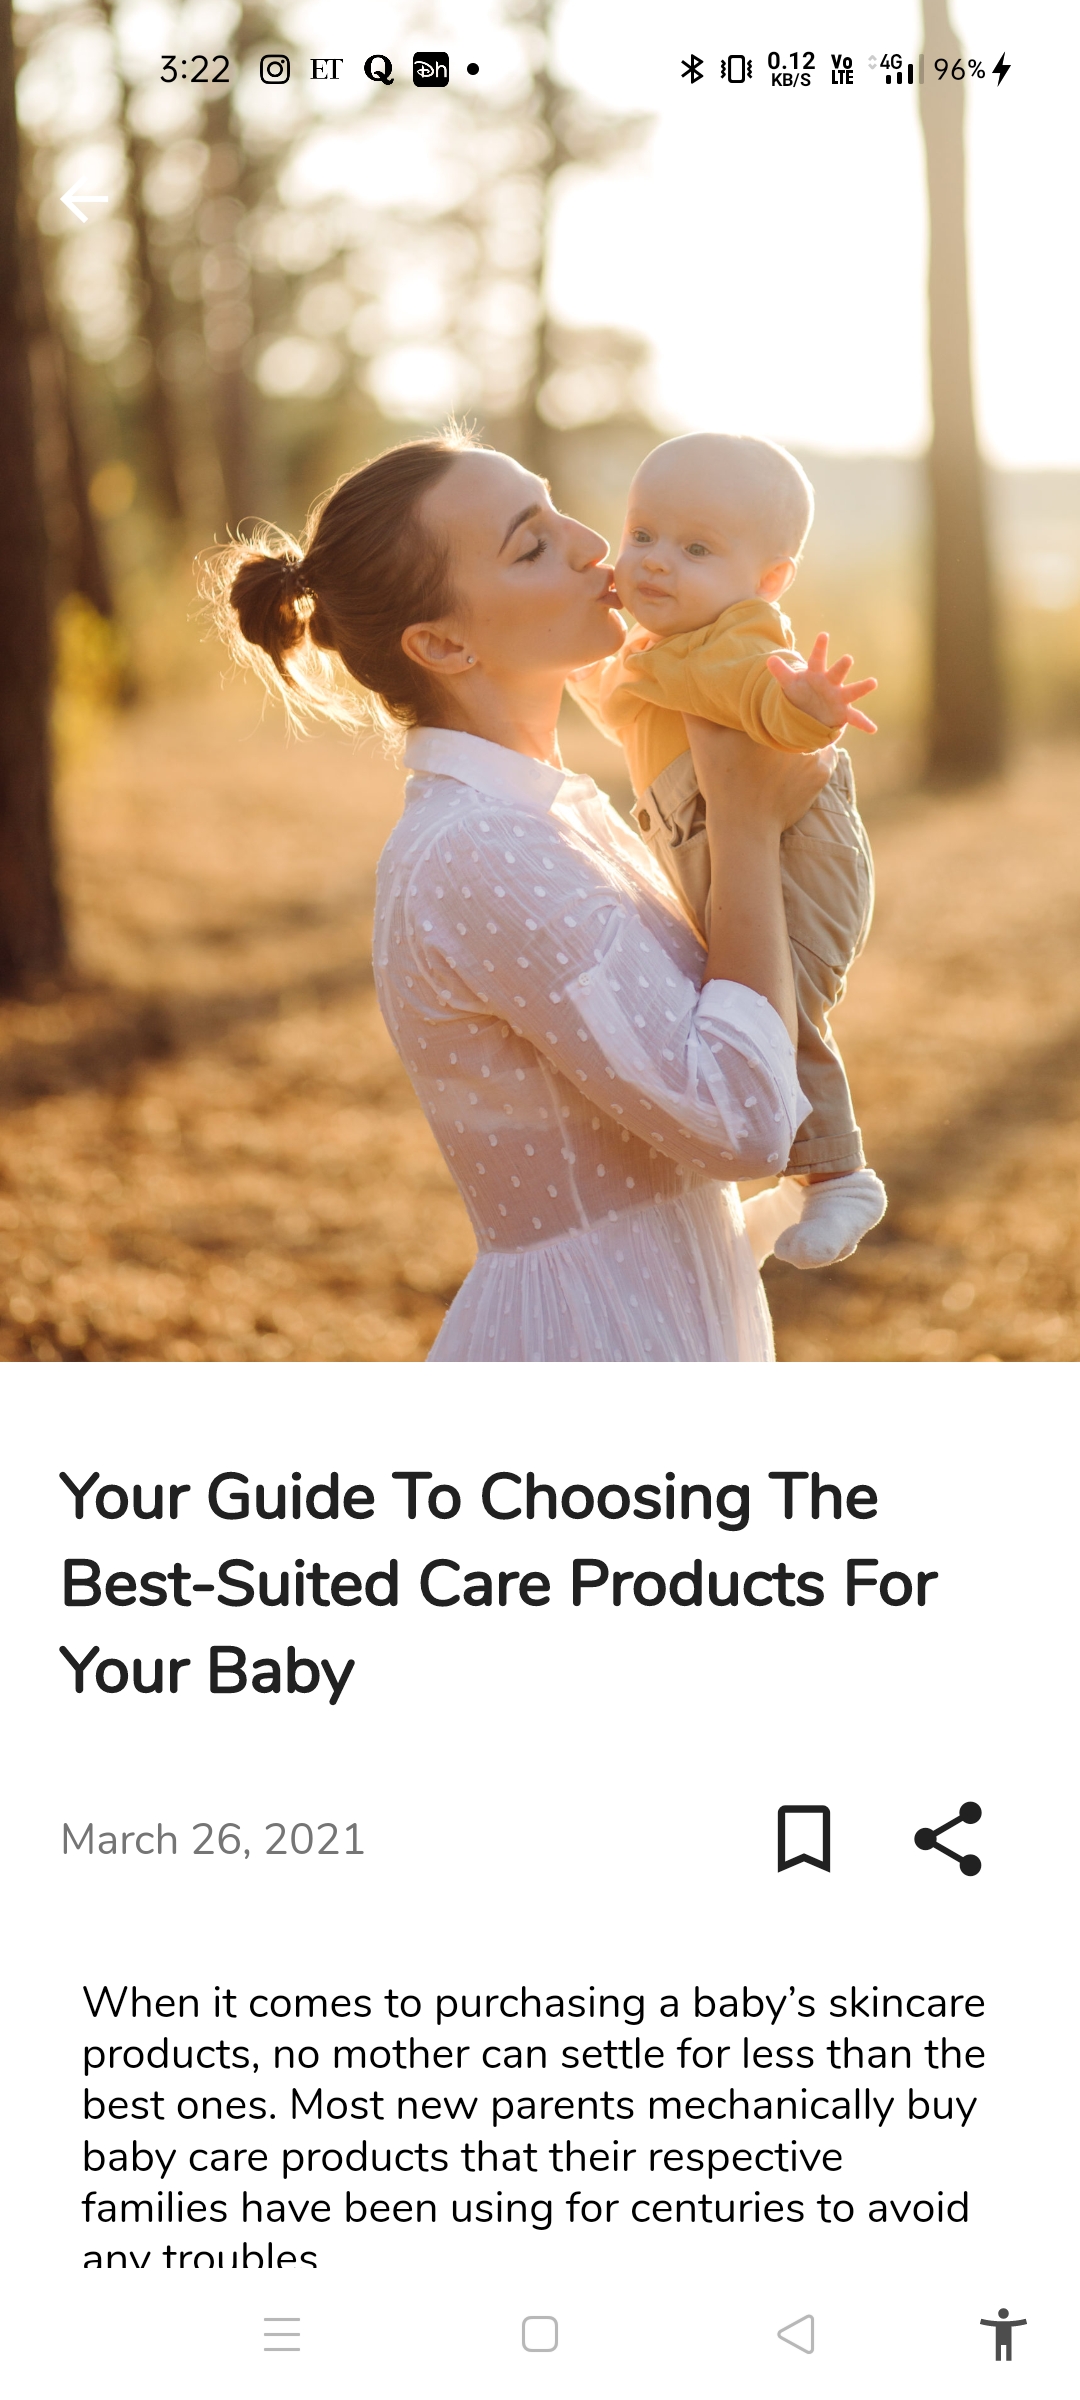 3:22 ET Q Dh 0.12 KB/S Vo LTE 4G 96%
Your Guide To Choosing The
Best-Suited Care Products For
Your Baby
March 26, 2021
When it comes to purchasing a baby’s skincare
products, no mother can settle for less than the
best ones. Most new parents mechanically buy
baby care products that their respective
families have been using for centuries to avoid
any troubles